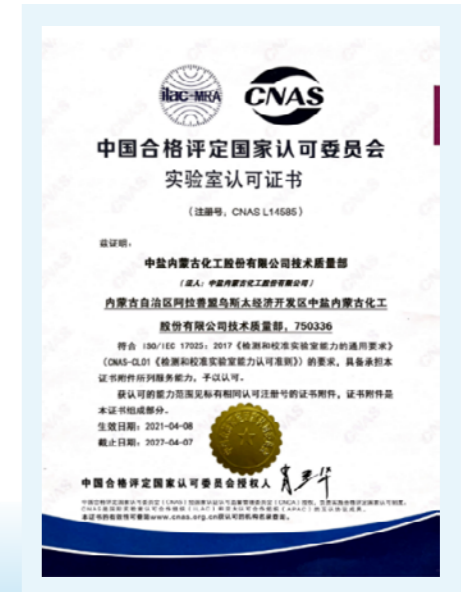 ilac-MRA
CNAS
中国合格评定国家认可委员会
实验室认可证书
（注册号：CNAS L14585）
兹证明：
中盐内蒙古化工股份有限公司技术质量部
（法人：中盐内蒙古化工股份有限公司）
内蒙古自治区阿拉善盟乌斯太经济开发区中盐内蒙古化工
股份有限公司技术质量部，750336
符合 ISO/IEC 17025：2017《检测和校准实验室能力的通用要求》
（CNAS-CL01《检测和校准实验室能力认可准则》）的要求，具备承担本
证书附件所列服务能力，予以认可。
获认可的能力范围见标有相同认可注册号的证书附件，证书附件是
本证书组成部分。
生效日期：2021-04-08
截止日期：2027-04-07
中国合格评定国家认可委员会授权人
本证书的有效性可登陆www.cnas.org.cn获认可的机构名录查询。